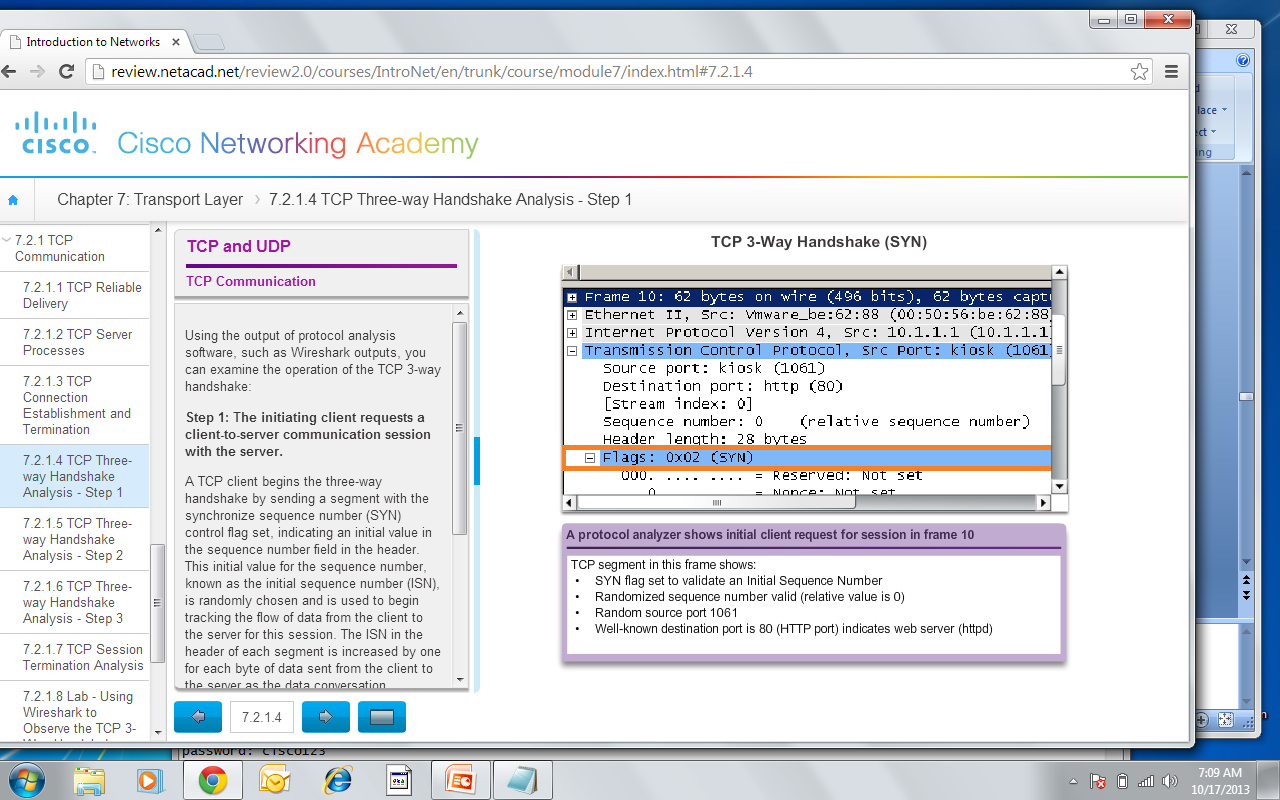 Introduction to Networks
review.netacad.net/review2.0/courses/IntroNet/en/trunk/course/module7/index.html#7.2.1.4
CISCO
Cisco Networking Academy
Chapter 7: Transport Layer
7.2.1.4 TCP Three-way Handshake Analysis - Step 1
7.2.1 TCP
Communication
7.2.1.1 TCP Reliable
Delivery
7.2.1.2 TCP Server
Processes
7.2.1.3 TCP
Connection
Establishment and
Termination
7.2.1.4 TCP Three-
way Handshake
Analysis - Step 1
7.2.1.5 TCP Three-
way Handshake
Analysis - Step 2
7.2.1.6 TCP Three-
way Handshake
Analysis - Step 3
7.2.1.7 TCP Session
Termination Analysis
7.2.1.8 Lab - Using
Wireshark to
Observe the TCP 3-
TCP and UDP
TCP Communication
Using the output of protocol analysis
software, such as Wireshark outputs, you
can examine the operation of the TCP 3-way
handshake:
Step 1: The initiating client requests a
client-to-server communication session
with the server.
A TCP client begins the three-way
handshake by sending a segment with the
synchronize sequence number (SYN)
control flag set, indicating an initial value in
the sequence number field in the header.
This initial value for the sequence number,
known as the initial sequence number (ISN),
is randomly chosen and is used to begin
tracking the flow of data from the client to
the server for this session. The ISN in the
header of each segment is increased by one
for each byte of data sent from the client to
the server as the data conversation
7.2.1.4
TCP 3-Way Handshake (SYN)
Frame 10: 62 bytes on wire (496 bits), 62 bytes captu
Ethernet II, Src: Vmware_be:62:88 (00:50:56:be:62:88
Internet Protocol Version 4, Src: 10.1.1.1 (10.1.1.1)
Transmission Control Protocol, Src Port: kiosk (1061)
Source port: kiosk (1061)
Destination port: http (80)
[Stream index: 0]
Sequence number: 0 (relative sequence number)
Header length: 28 bytes
Flags: 0x02 (SYN)
000. .... .... = Reserved: Not set
...0 .... .... = Nonce: Not set
A protocol analyzer shows initial client request for session in frame 10
TCP segment in this frame shows:
• SYN flag set to validate an Initial Sequence Number
• Randomized sequence number valid (relative value is 0)
• Random source port 1061
• Well-known destination port is 80 (HTTP port) indicates web server (httpd)
password: cisco123
7:09 AM
10/17/2013